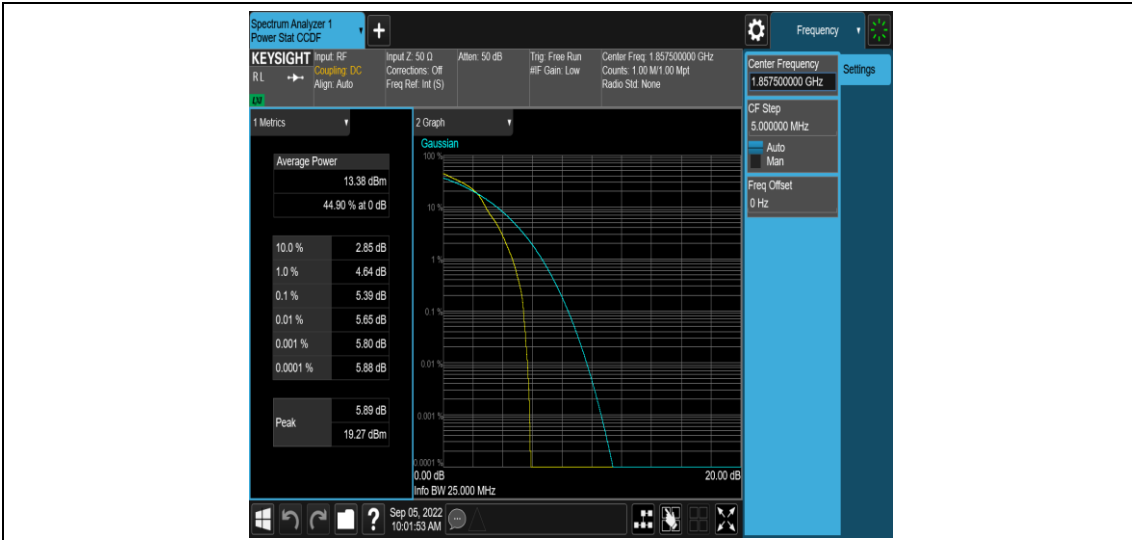 Spectrum Analyzer 1
Power Stat CCDF
+
Frequency
KEYSIGHT
RL
LXI
Input: RF
Coupling: DC
Align: Auto
Input Z: 50 Ω
Corrections: Off
Freq Ref: Int (S)
Atten: 50 dB
Trig: Free Run
#IF Gain: Low
Center Freq: 1.857500000 GHz
Counts: 1.00 M/1.00 Mpt
Radio Std: None
Center Frequency
1.857500000 GHz
Settings
CF Step
5.000000 MHz
Auto
Man
Freq Offset
0 Hz
1 Metrics
Average Power
13.38 dBm
44.90 % at 0 dB
10.0 % 2.85 dB
1.0 % 4.64 dB
0.1 % 5.39 dB
0.01 % 5.65 dB
0.001 % 5.80 dB
0.0001 % 5.88 dB
Peak 5.89 dB
19.27 dBm
2 Graph
Gaussian
100 %
10 %
1 %
0.1 %
0.01 %
0.001 %
0.0001 %
0.00 dB 20.00 dB
Info BW 25.000 MHz
?
Sep 05, 2022
10:01:53 AM